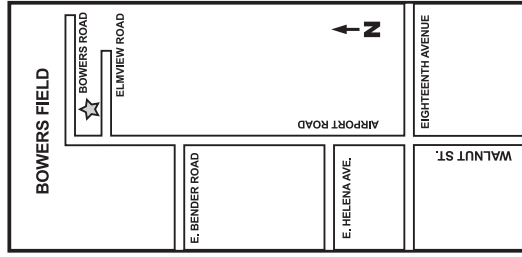 BOWERS FIELD
BOWERS ROAD
ELMVIEW ROAD
N
AIRPORT ROAD
EIGHTEENTH AVENUE
E. BENDER ROAD
E. HELENA AVE.
WALNUT ST.